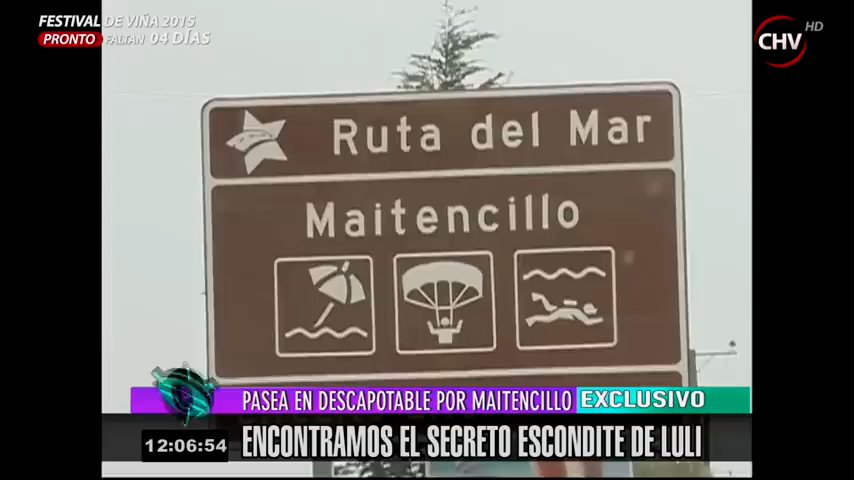 FESTIVAL DE VIÑA 2015
PRONTO FALTAN 04 DÍAS
CHV HD
Ruta del Mar
Maitencillo
PASEA EN DESCAPOTABLE POR MAITENCILLO EXCLUSIVO
12:06:54 ENCONTRAMOS EL SECRETO ESCONDITE DE LULI